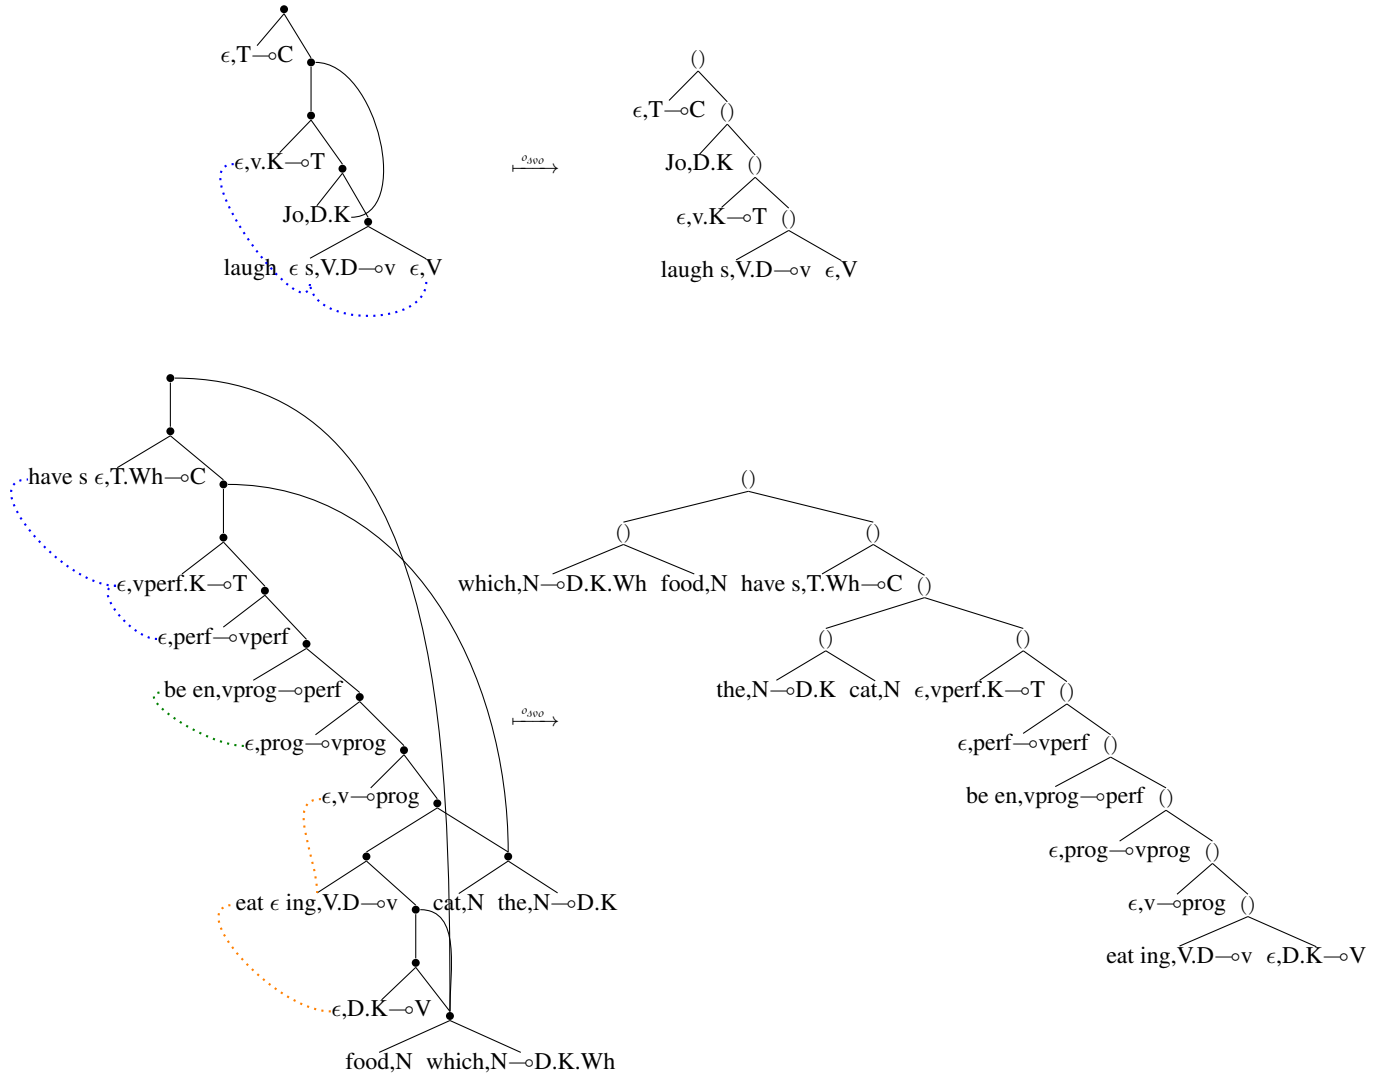 ϵ,T⊸C
()
ϵ,T⊸C ()
ϵ,v.K⊸T
o_svo
Jo,D.K ()
Jo,D.K
ϵ,v.K⊸T ()
laugh ϵ s,V.D⊸v ϵ,V
laugh s,V.D⊸v ϵ,V
have s ϵ,T.Wh⊸C
()
() ()
ϵ,vperf.K⊸T
which,N⊸D.K.Wh food,N have s,T.Wh⊸C ()
ϵ,perf⊸vperf
() ()
be en,vprog⊸perf
the,N⊸D.K cat,N ϵ,vperf.K⊸T ()
o_svo
ϵ,prog⊸vprog
ϵ,perf⊸vperf ()
ϵ,v⊸prog
be en,vprog⊸perf ()
ϵ,prog⊸vprog ()
eat ϵ ing,V.D⊸v cat,N the,N⊸D.K
ϵ,v⊸prog ()
eat ing,V.D⊸v ϵ,D.K⊸V
ϵ,D.K⊸V
food,N which,N⊸D.K.Wh